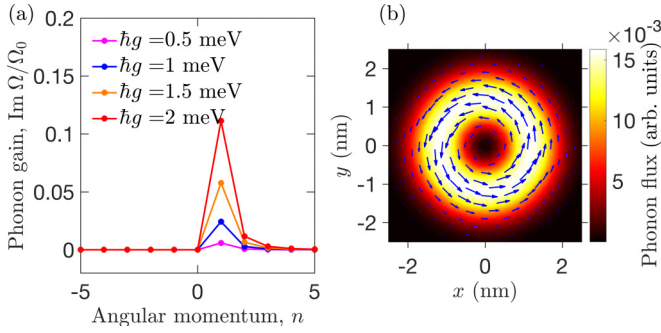 (a)
Phonon gain, Im Ω/Ω₀
0.2
0.15
0.1
0.05
0
ħg =0.5 meV
ħg =1 meV
ħg =1.5 meV
ħg =2 meV
-5
0
5
Angular momentum, n
(b)
y (nm)
2
1
0
-1
-2
-2
0
2
x (nm)
×10⁻³
15
10
5
Phonon flux (arb. units)